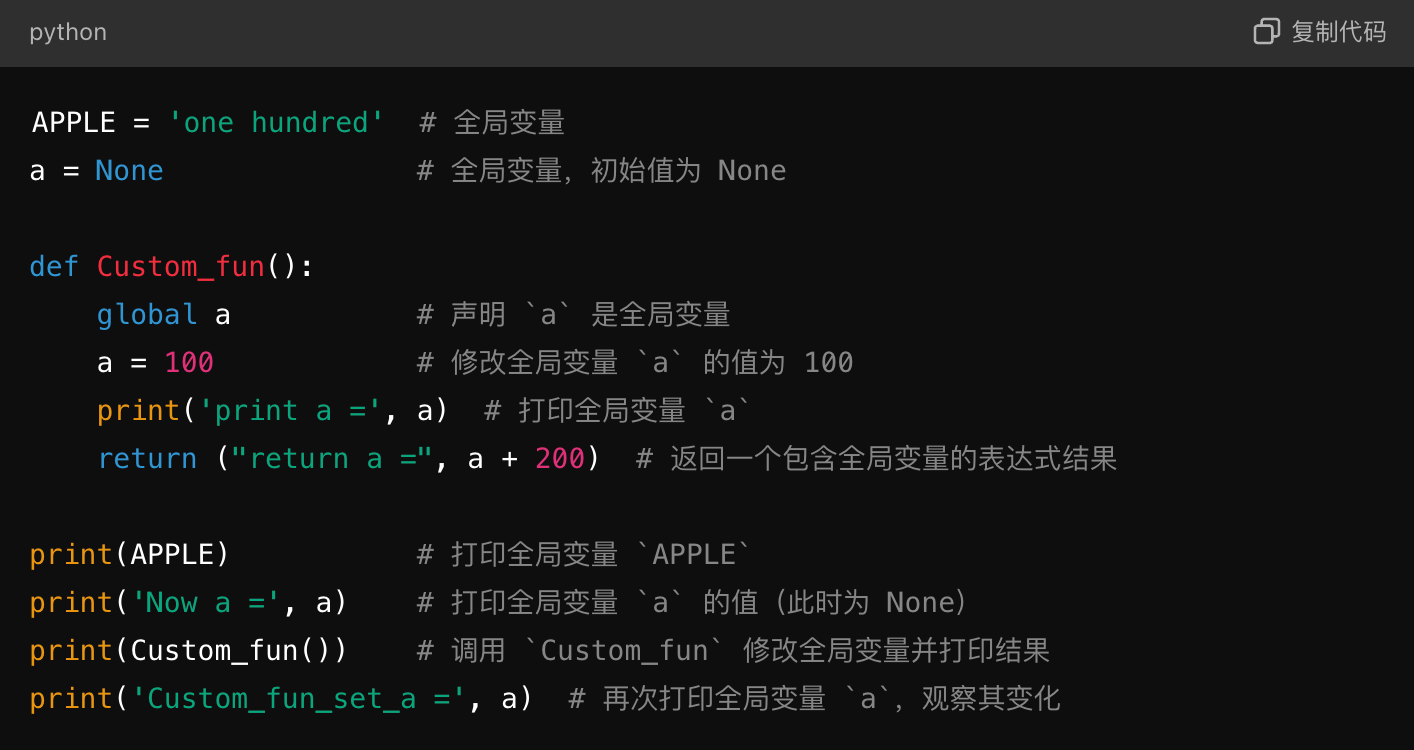 python
复制代码
APPLE = 'one hundred'  # 全局变量
a = None               # 全局变量，初始值为 None
def Custom_fun():
    global a           # 声明 `a` 是全局变量
    a = 100            # 修改全局变量 `a` 的值为 100
    print('print a =', a)  # 打印全局变量 `a`
    return ("return a =", a + 200)  # 返回一个包含全局变量的表达式结果
print(APPLE)           # 打印全局变量 `APPLE`
print('Now a =', a)    # 打印全局变量 `a` 的值（此时为 None）
print(Custom_fun())    # 调用 `Custom_fun` 修改全局变量并打印结果
print('Custom_fun_set_a =', a)  # 再次打印全局变量 `a`，观察其变化